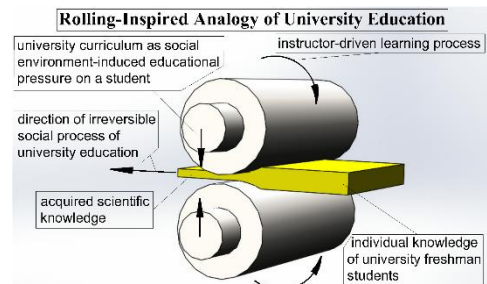 Rolling-Inspired Analogy of University Education
university curriculum as social
environment-induced educational
pressure on a student
instructor-driven learning process
direction of irreversible
social process of
university education
acquired scientific
knowledge
individual knowledge
of university freshman
students